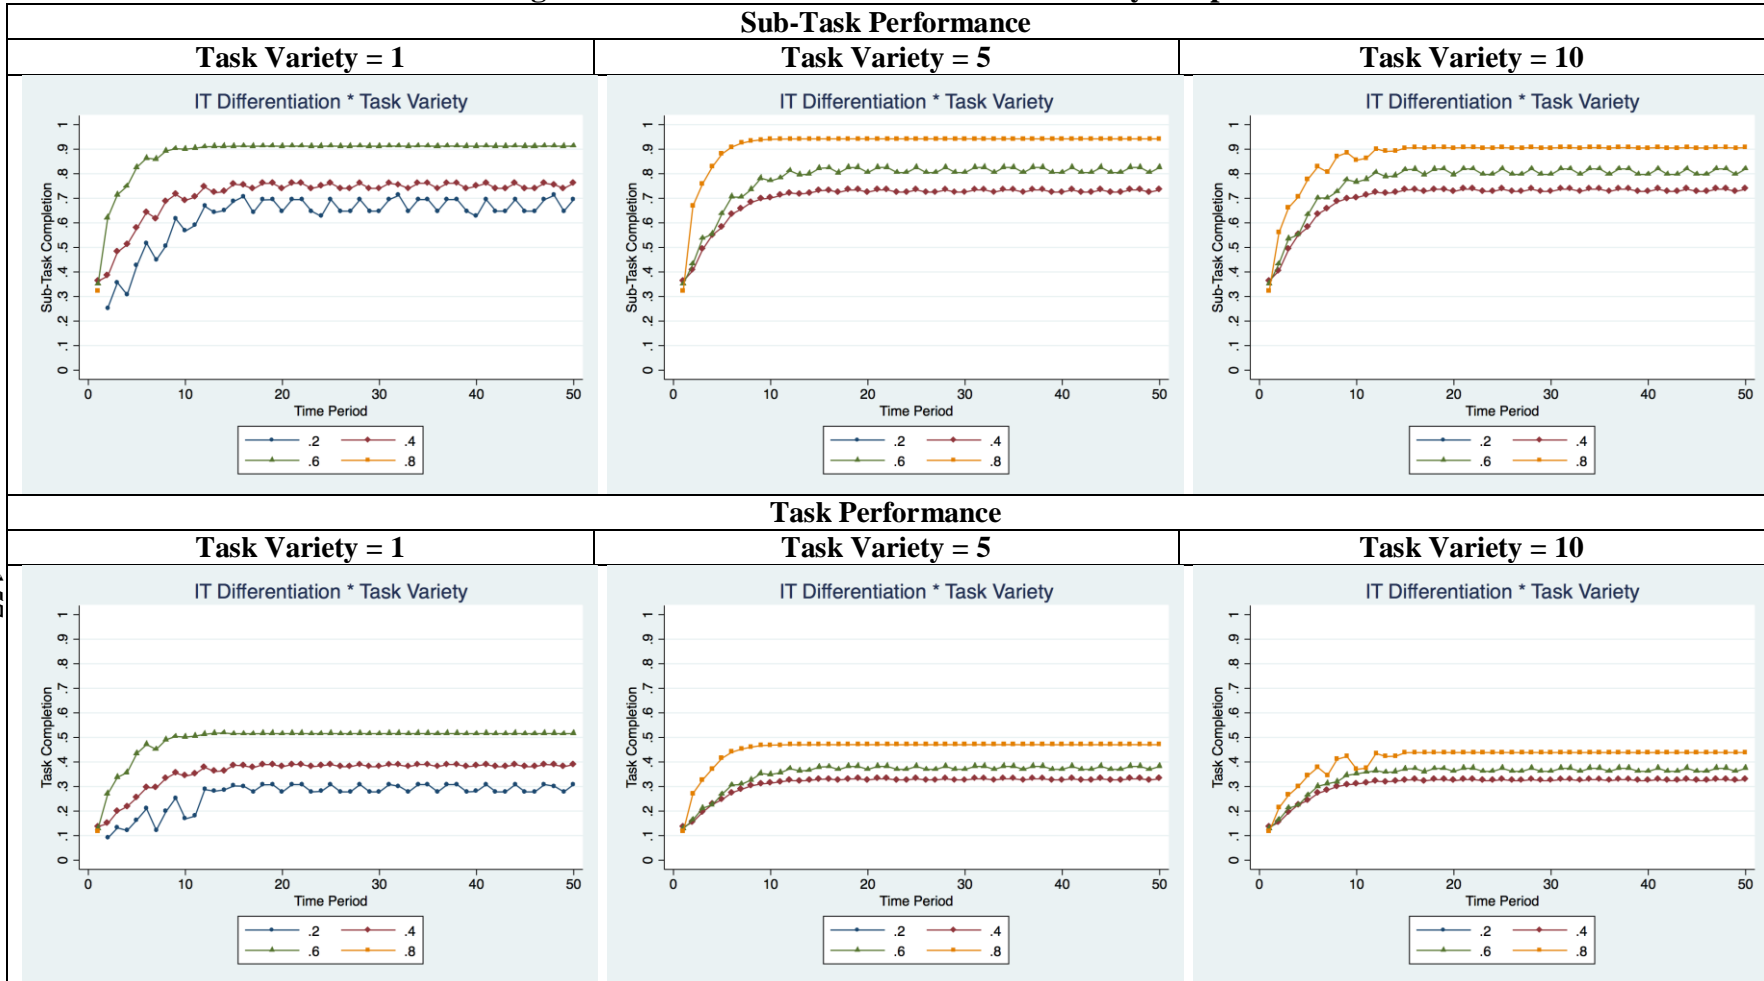 Sub-Task Performance
Task Variety = 1
Task Variety = 5
Task Variety = 10
IT Differentiation * Task Variety
Sub-Task Completion
1
.9
.8
.7
.6
.5
.4
.3
.2
.1
0
0 10 20 30 40 50
Time Period
.2 .4
.6 .8
IT Differentiation * Task Variety
Sub-Task Completion
1
.9
.8
.7
.6
.5
.4
.3
.2
.1
0
0 10 20 30 40 50
Time Period
.2 .4
.6 .8
IT Differentiation * Task Variety
Sub-Task Completion
1
.9
.8
.7
.6
.5
.4
.3
.2
.1
0
0 10 20 30 40 50
Time Period
.2 .4
.6 .8
Task Performance
Task Variety = 1
Task Variety = 5
Task Variety = 10
IT Differentiation * Task Variety
Task Completion
1
.9
.8
.7
.6
.5
.4
.3
.2
.1
0
0 10 20 30 40 50
Time Period
.2 .4
.6 .8
IT Differentiation * Task Variety
Task Completion
1
.9
.8
.7
.6
.5
.4
.3
.2
.1
0
0 10 20 30 40 50
Time Period
.2 .4
.6 .8
IT Differentiation * Task Variety
Task Completion
1
.9
.8
.7
.6
.5
.4
.3
.2
.1
0
0 10 20 30 40 50
Time Period
.2 .4
.6 .8